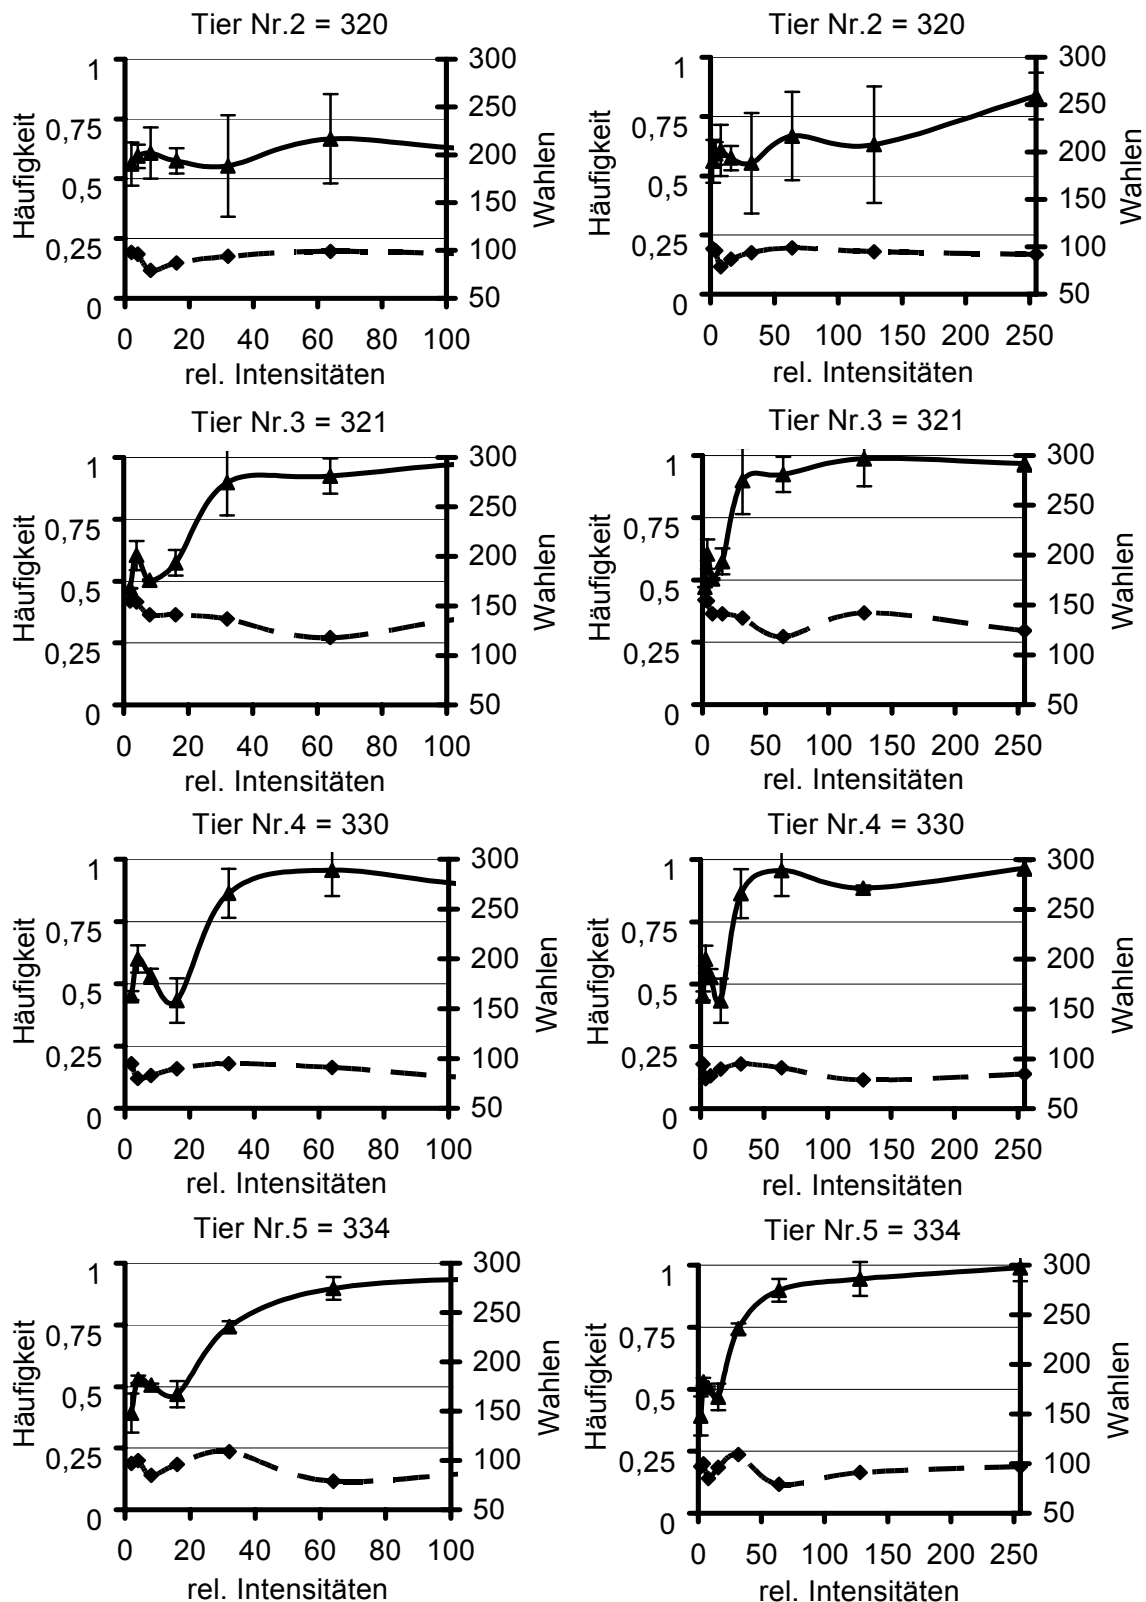 Tier Nr.2 = 320
1
0,75
0,5
0,25
0
Häufigkeit
300
250
200
150
100
50
Wahlen
0 20 40 60 80 100
rel. Intensitäten
Tier Nr.2 = 320
1
0,75
0,5
0,25
0
Häufigkeit
300
250
200
150
100
50
Wahlen
0 50 100 150 200 250
rel. Intensitäten
Tier Nr.3 = 321
1
0,75
0,5
0,25
0
Häufigkeit
300
250
200
150
100
50
Wahlen
0 20 40 60 80 100
rel. Intensitäten
Tier Nr.3 = 321
1
0,75
0,5
0,25
0
Häufigkeit
300
250
200
150
100
50
Wahlen
0 50 100 150 200 250
rel. Intensitäten
Tier Nr.4 = 330
1
0,75
0,5
0,25
0
Häufigkeit
300
250
200
150
100
50
Wahlen
0 20 40 60 80 100
rel. Intensitäten
Tier Nr.4 = 330
1
0,75
0,5
0,25
0
Häufigkeit
300
250
200
150
100
50
Wahlen
0 50 100 150 200 250
rel. Intensitäten
Tier Nr.5 = 334
1
0,75
0,5
0,25
0
Häufigkeit
300
250
200
150
100
50
Wahlen
0 20 40 60 80 100
rel. Intensitäten
Tier Nr.5 = 334
1
0,75
0,5
0,25
0
Häufigkeit
300
250
200
150
100
50
Wahlen
0 50 100 150 200 250
rel. Intensitäten